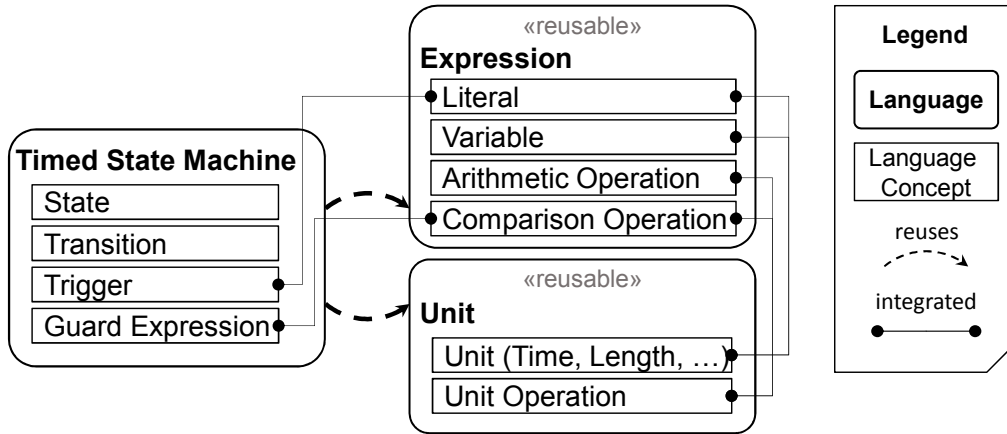 Timed State Machine
State
Transition
Trigger
Guard Expression
«reusable»
Expression
Literal
Variable
Arithmetic Operation
Comparison Operation
«reusable»
Unit
Unit (Time, Length, …)
Unit Operation
Legend
Language
Language
Concept
reuses
integrated